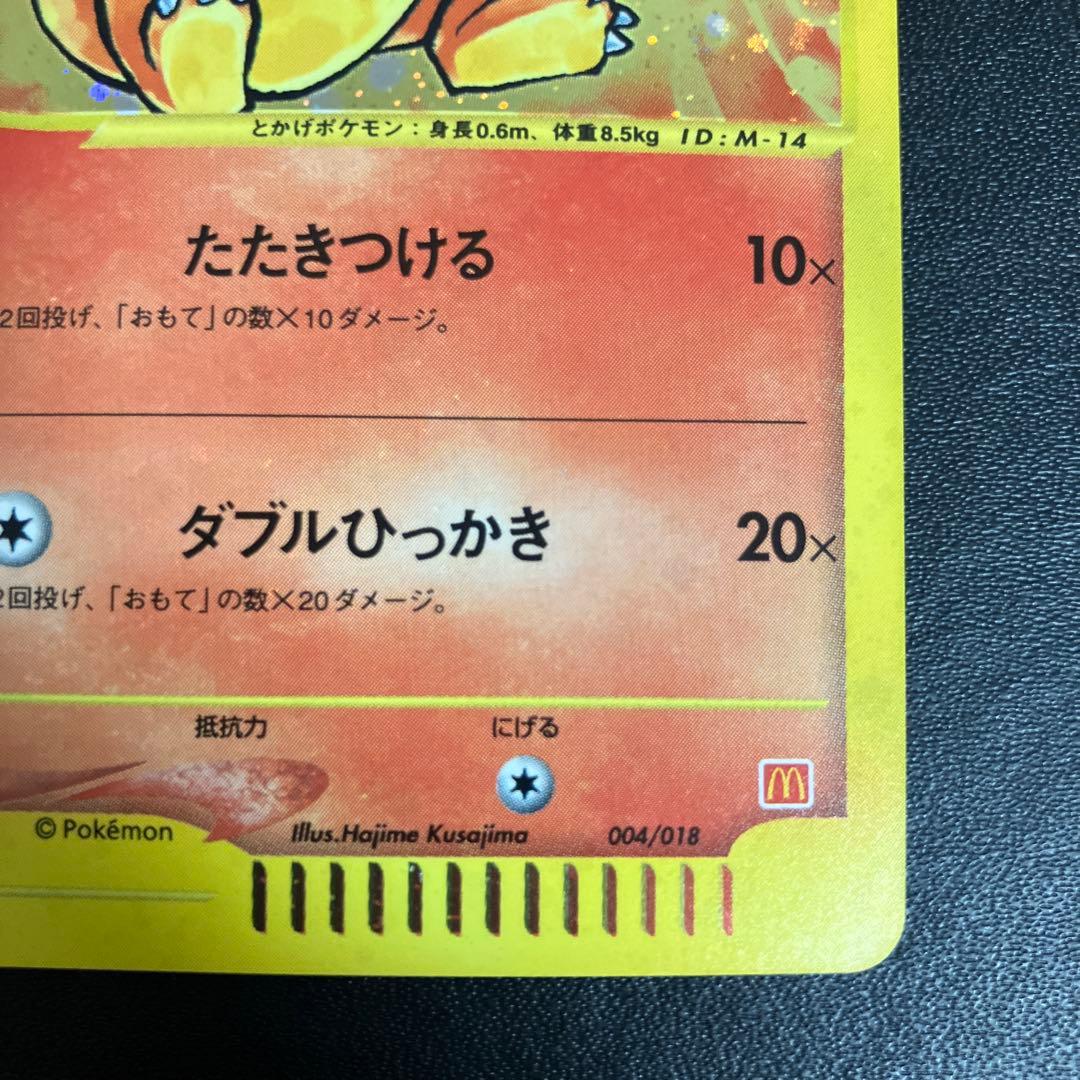 とかげポケモン：身長0.6m、体重8.5kg ID:M-14
たたきつける 10×
2回投げ、「おもて」の数×10ダメージ。
ダブルひっかき 20×
2回投げ、「おもて」の数×20ダメージ。
抵抗力 にげる
© Pokémon Illus.Hajime Kusajima 004/018